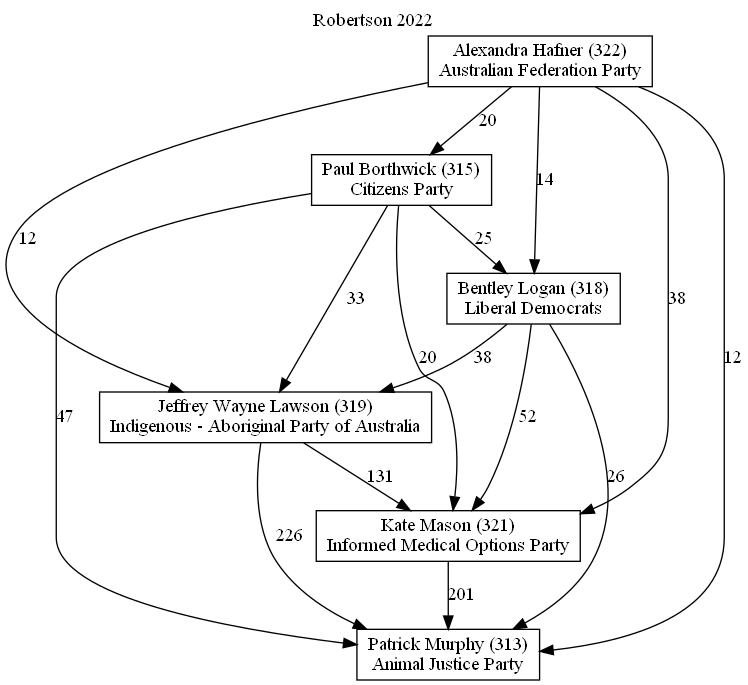 Robertson 2022
Alexandra Hafner (322)
Australian Federation Party
20
Paul Borthwick (315)
Citizens Party
14
12
25
Bentley Logan (318)
Liberal Democrats
33
38
20
38
12
Jeffrey Wayne Lawson (319)
Indigenous - Aboriginal Party of Australia
47
52
131
26
Kate Mason (321)
Informed Medical Options Party
226
201
Patrick Murphy (313)
Animal Justice Party